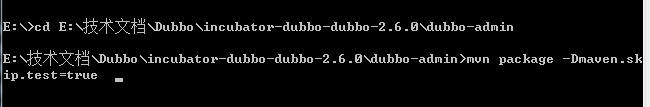 E:\>cd E:\技术文档\Dubbo\incubator-dubbo-dubbo-2.6.0\dubbo-admin
E:\技术文档\Dubbo\incubator-dubbo-dubbo-2.6.0\dubbo-admin>mvn package -Dmaven.sk
ip.test=true